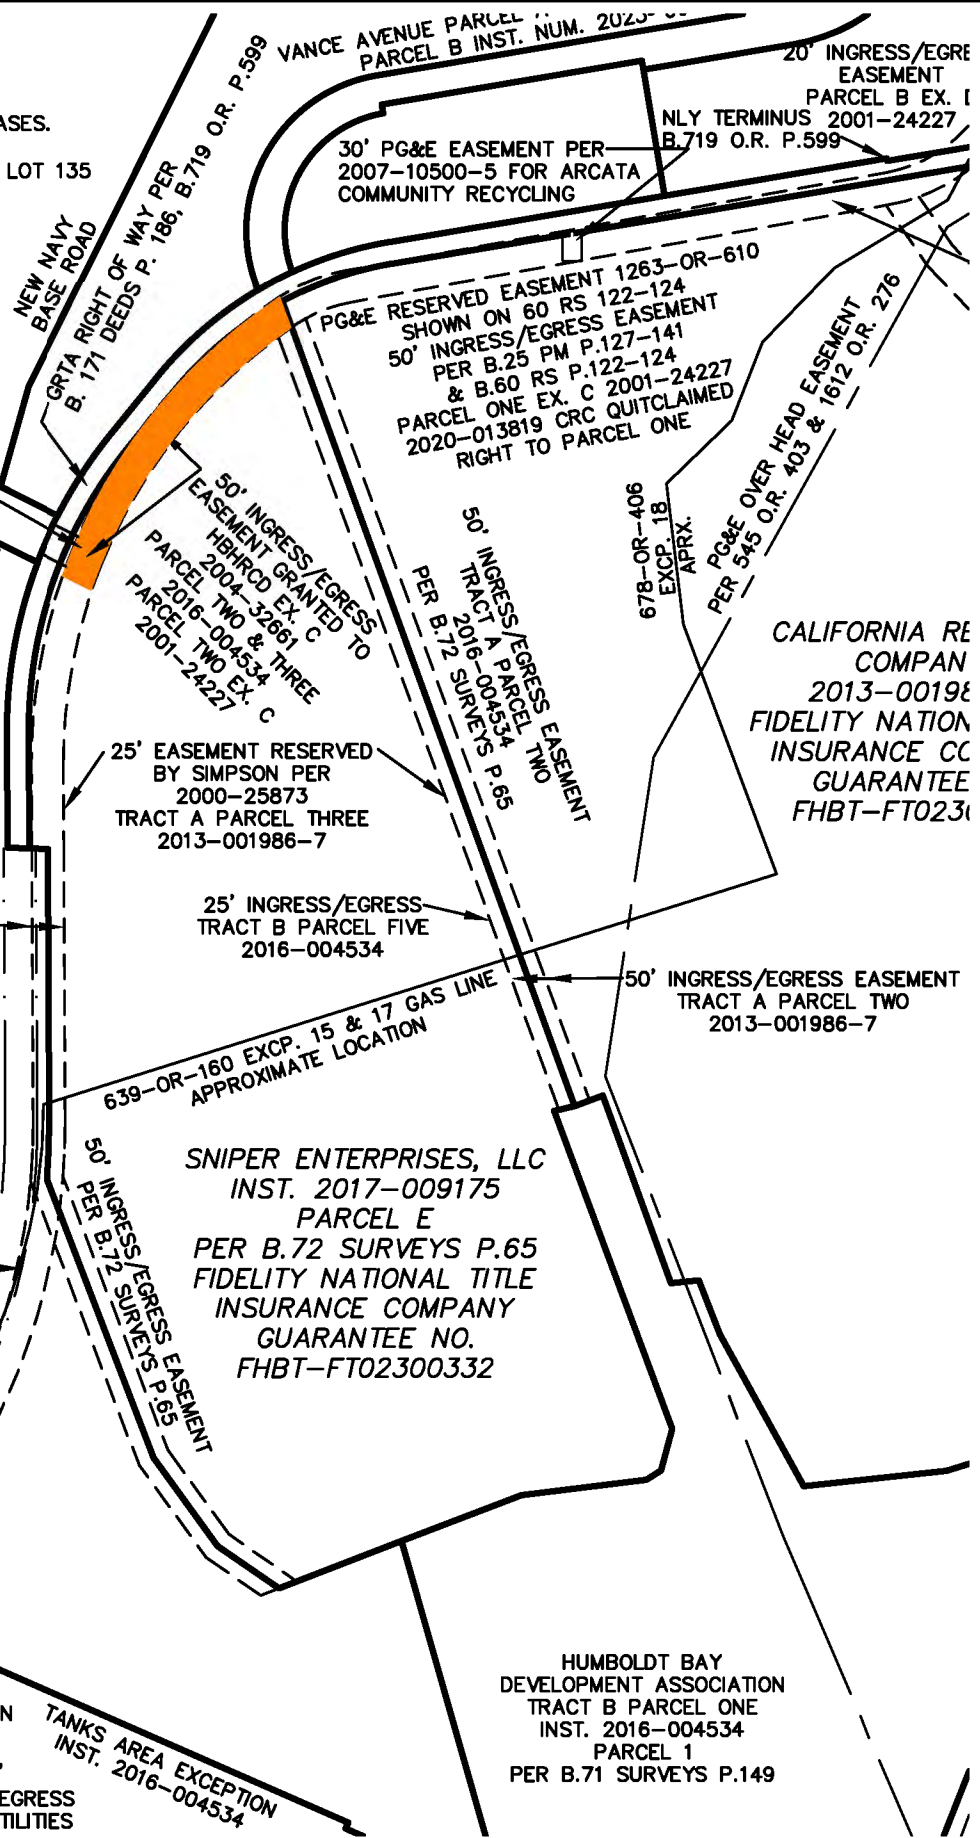 VANCE AVENUE PARCEL
PARCEL B INST. NUM. 2023-
20' INGRESS/EGRE
EASEMENT
PARCEL B EX.
2001-24227
NLY TERMINUS
B.719 O.R. P.599
ASES.
LOT 135
30' PG&E EASEMENT PER
2007-10500-5 FOR ARCATA
COMMUNITY RECYCLING
NEW NAVY
BASE ROAD
GRTA RIGHT OF WAY PER
B. 171 DEEDS P. 186, B.719 O.R. P.599
PG&E RESERVED EASEMENT 1263-OR-610
SHOWN ON 60 RS 122-124
50' INGRESS/EGRESS EASEMENT
PER B.25 PM P.127-141
& B.60 RS P.122-124
PARCEL ONE EX. C 2001-24227
2020-013819 CRC QUITCLAIMED
RIGHT TO PARCEL ONE
PG&E OVER HEAD EASEMENT
PER 545 O.R. 403 & 1612 O.R. 276
678-OR-406
EXCP. 18
APRX.
50' INGRESS/EGRESS
EASEMENT GRANTED TO
HBHRCD EX. C
2004-32661
PARCEL TWO & THREE
2016-004534
PARCEL TWO EX. C
2001-24227
50' INGRESS/EGRESS EASEMENT
TRACT A PARCEL TWO
2016-004534
PER B.72 SURVEYS P.65
CALIFORNIA RE
COMPAN
2013-00198
FIDELITY NATION
INSURANCE CO
GUARANTEE
FHBT-FT0230
25' EASEMENT RESERVED
BY SIMPSON PER
2000-25873
TRACT A PARCEL THREE
2013-001986-7
25' INGRESS/EGRESS
TRACT B PARCEL FIVE
2016-004534
50' INGRESS/EGRESS EASEMENT
TRACT A PARCEL TWO
2013-001986-7
639-OR-160 EXCP. 15 & 17 GAS LINE
APPROXIMATE LOCATION
50' INGRESS/EGRESS EASEMENT
PER B.72 SURVEYS P.65
SNIPER ENTERPRISES, LLC
INST. 2017-009175
PARCEL E
PER B.72 SURVEYS P.65
FIDELITY NATIONAL TITLE
INSURANCE COMPANY
GUARANTEE NO.
FHBT-FT02300332
HUMBOLDT BAY
DEVELOPMENT ASSOCIATION
TRACT B PARCEL ONE
INST. 2016-004534
PARCEL 1
PER B.71 SURVEYS P.149
TANKS AREA EXCEPTION
INST. 2016-004534
N
EGRESS
TILITIES